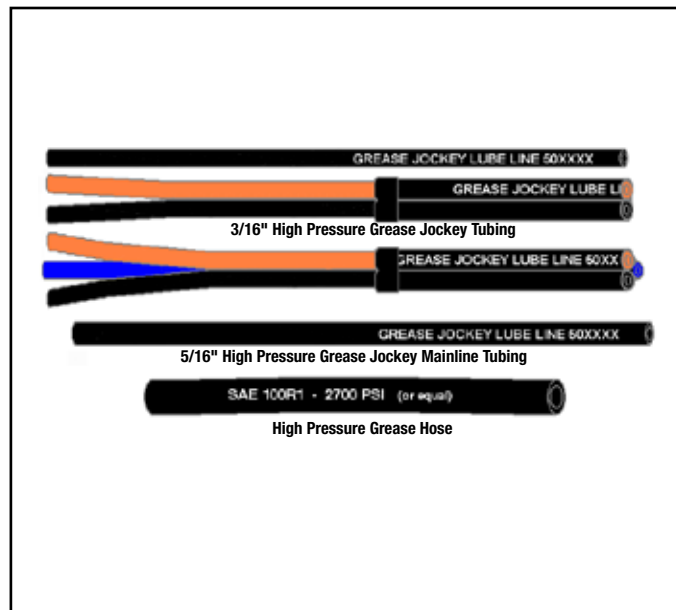 GREASE JOCKEY LUBE LINE 50XXXX
GREASE JOCKEY LUBE LI
3/16" High Pressure Grease Jockey Tubing
GREASE JOCKEY LUBE LINE 50XX
GREASE JOCKEY LUBE LINE 50XXXX
5/16" High Pressure Grease Jockey Mainline Tubing
SAE 100R1 - 2700 PSI (or equal)
High Pressure Grease Hose